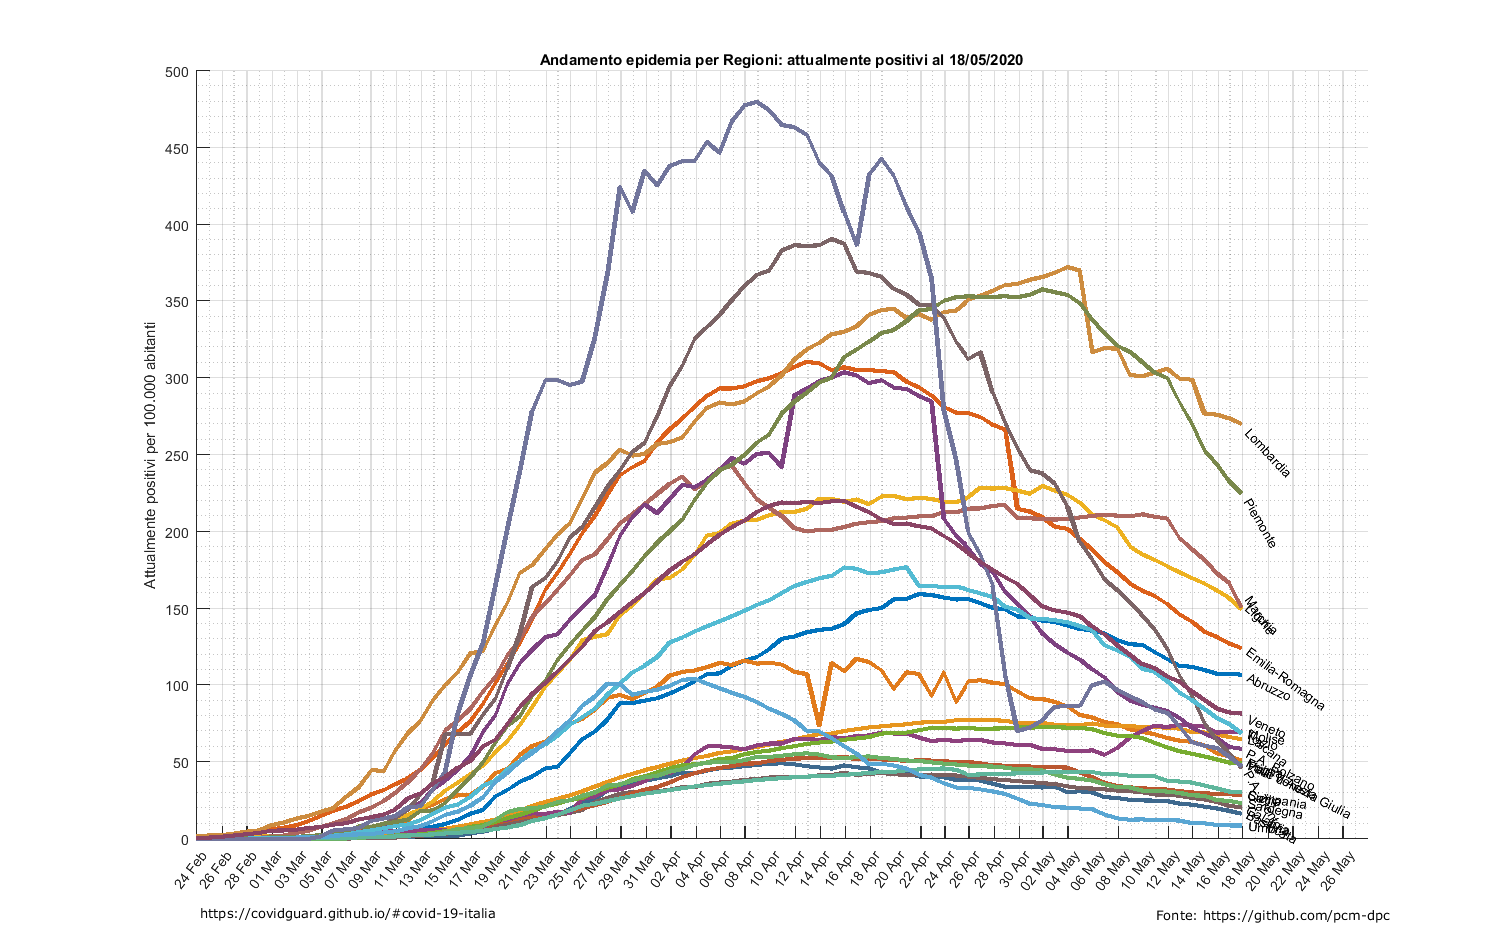 Andamento epidemia per Regioni: attualmente positivi al 18/05/2020
500
450
400
350
300
250
200
150
100
50
0
Attualmente positivi per 100.000 abitanti
Lombardia
Piemonte
Liguria
Emilia-Romagna
Abruzzo
Veneto
Molise
Giulia
Campania
Sardegna
Umbria
24 Feb
26 Feb
28 Feb
01 Mar
03 Mar
05 Mar
07 Mar
09 Mar
11 Mar
13 Mar
15 Mar
17 Mar
19 Mar
21 Mar
23 Mar
25 Mar
27 Mar
29 Mar
31 Mar
02 Apr
04 Apr
06 Apr
08 Apr
10 Apr
12 Apr
14 Apr
16 Apr
18 Apr
20 Apr
22 Apr
24 Apr
26 Apr
28 Apr
30 Apr
02 May
04 May
06 May
08 May
10 May
12 May
14 May
16 May
18 May
20 May
22 May
24 May
26 May
https://covidguard.github.io/#covid-19-italia
Fonte: https://github.com/pcm-dpc